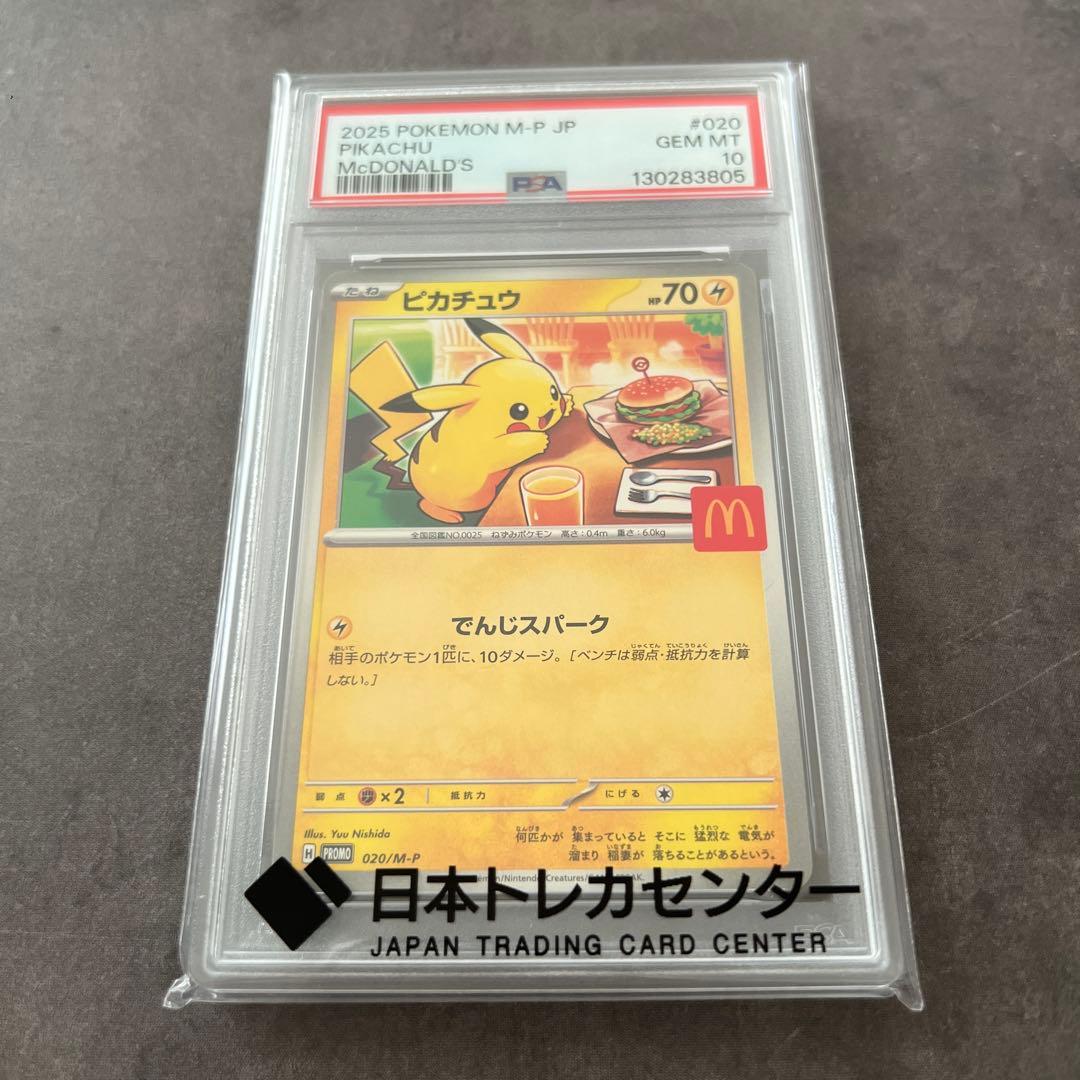 2025 POKEMON M-P JP #020
PIKACHU GEM MT
McDONALD'S 10
PSA 130283805
たね ピカチュウ HP70
M
全国図鑑NO.0025 ねずみポケモン 高さ:0.4m 重さ:6.0kg
でんじスパーク
相手のポケモン1匹に、10ダメージ。[ベンチは弱点・抵抗力を計算
しない。]
弱点 ×2 抵抗力 にげる
Illus. Yuu Nishida
何匹かが 集まっていると そこに 猛烈な 電気が
溜まり 稲妻が 落ちることがあるという。
H PROMO 020/M-P
日本トレカセンター
JAPAN TRADING CARD CENTER
PSA